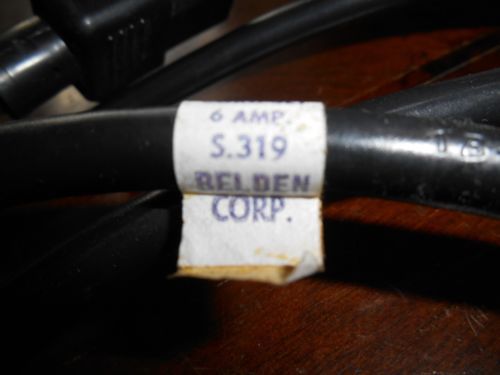 6 AMP.
S.319
BELDEN
CORP.